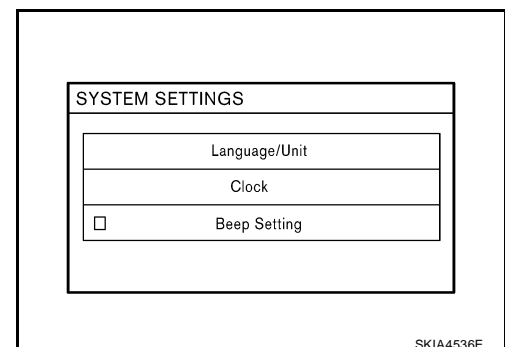 SYSTEM SETTINGS
Language/Unit
Clock
Beep Setting
SKIA4536E